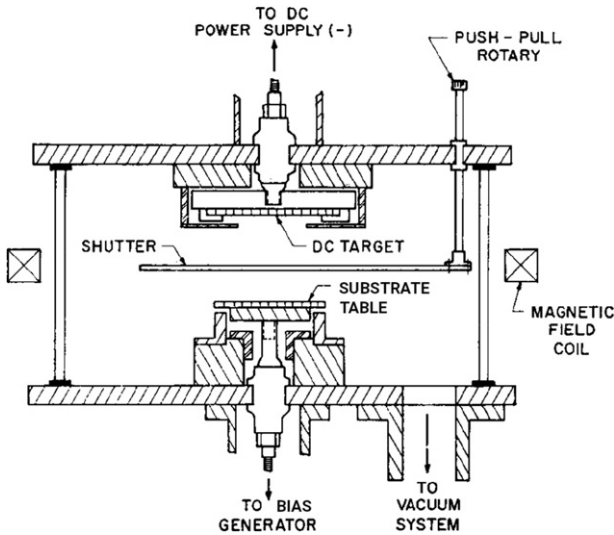 TO DC
POWER SUPPLY (-)
PUSH - PULL
ROTARY
DC TARGET
SHUTTER
SUBSTRATE
TABLE
MAGNETIC
FIELD
COIL
TO BIAS
GENERATOR
TO
VACUUM
SYSTEM